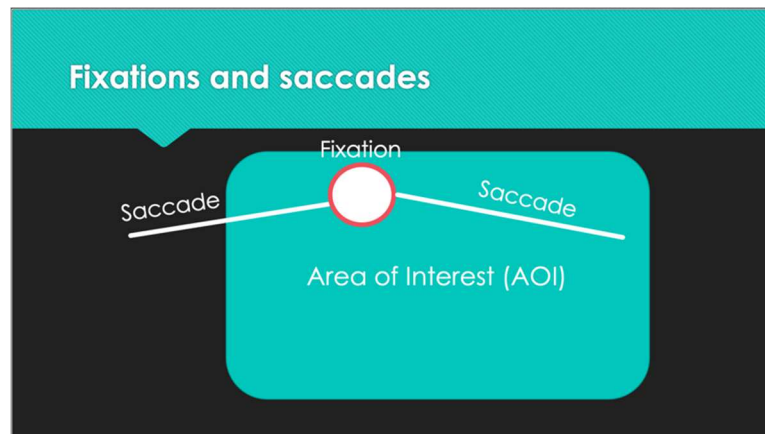 Fixations and saccades
Fixation
Saccade
Saccade
Area of Interest (AOI)